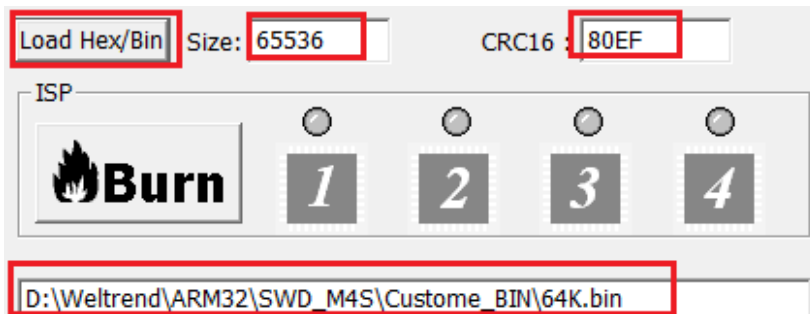 Load Hex/Bin Size: 65536 CRC16 : 80EF
ISP
Burn 1 2 3 4
D:\Weltrend\ARM32\SWD_M4S\Custome_BIN\64K.bin